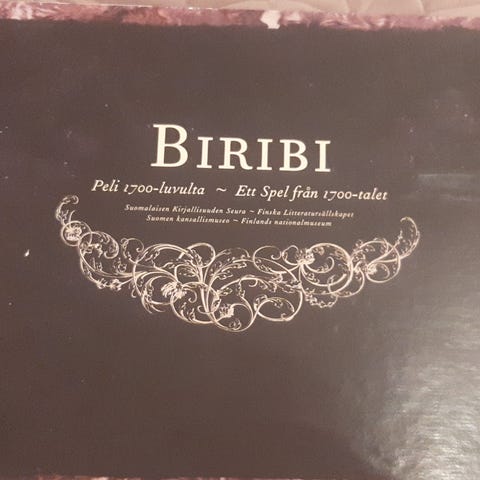 BIRIBI
Peli 1700-luvulta ~ Ett Spel från 1700-talet
Suomalaisen Kirjallisuuden Seura ~ Finska Litteratursällskapet
Suomen kansallismuseo ~ Finlands nationalmuseum